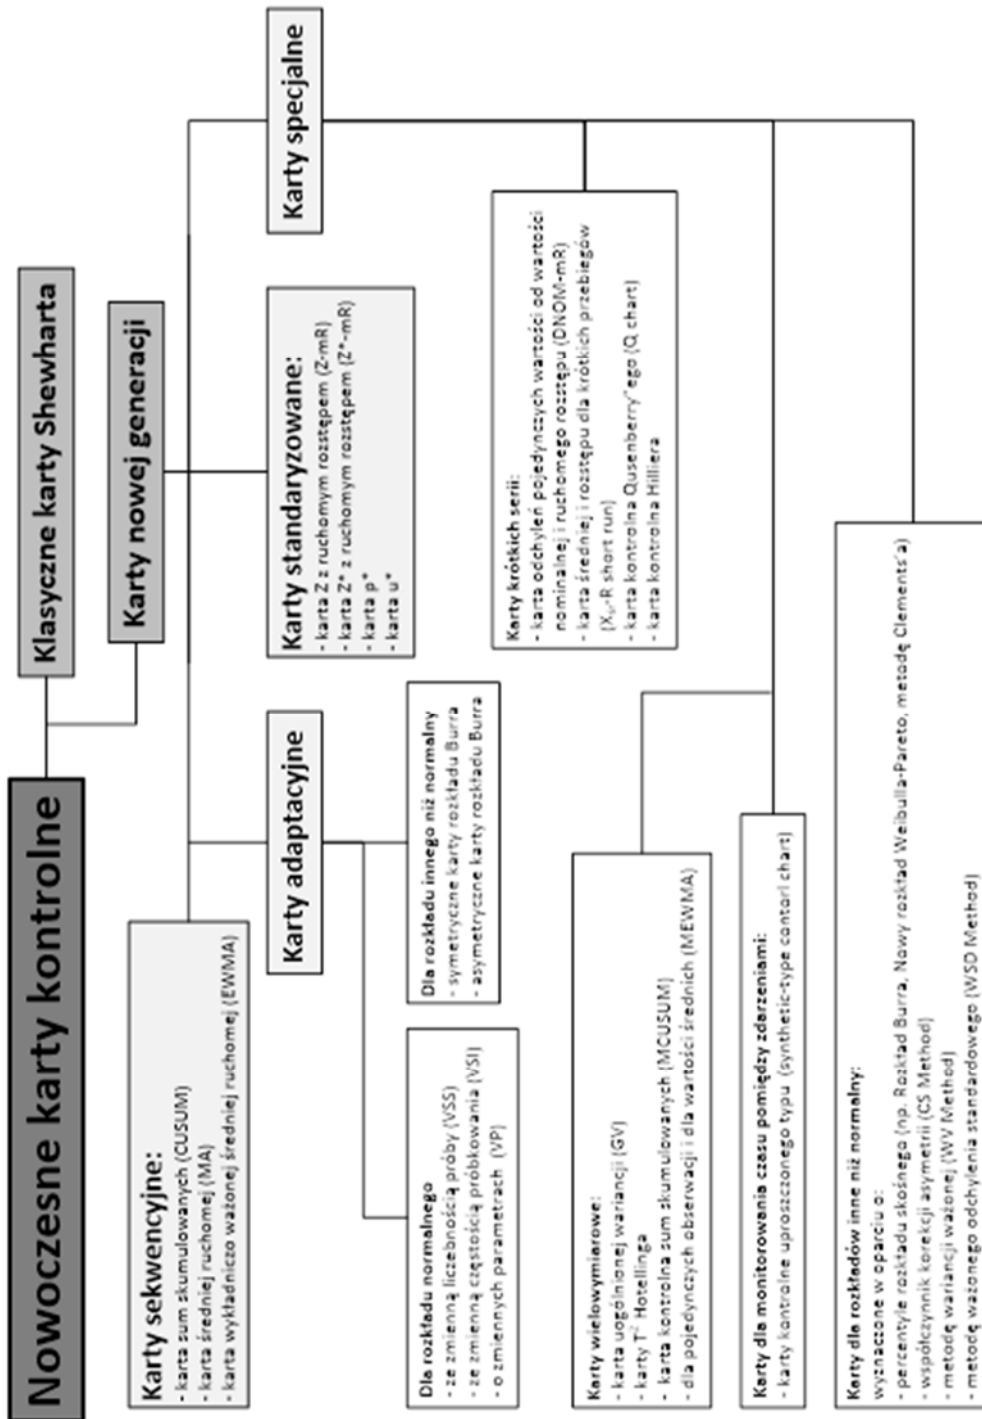 Nowoczesne karty kontrolne
Klasyczne karty Shewharta
Karty nowej generacji
Karty sekwencyjne:
- karta sum skumulowanych (CUSUM)
- karta średniej ruchomej (MA)
- karta wykładniczo ważonej średniej ruchomej (EWMA)
Karty adaptacyjne
Karty standaryzowane:
- karta Z z ruchomym rozstępem (Z-mR)
- karta Z* z ruchomym rozstępem (Z*-mR)
- karta p*
- karta u*
Karty specjalne
Dla rozkładu normalnego
- ze zmienną liczebnością próby (VSS)
- ze zmienną częstością próbkowania (VSI)
- o zmiennych parametrach (VP)
Dla rozkładu innego niż normalny
- symetryczne karty rozkładu Burra
- asymetryczne karty rozkładu Burra
Karty krótkich serii:
- karta odchyleń pojedynczych wartości od wartości
nominalnej i ruchomego rozstępu (DNOM-mR)
- karta średniej i rozstępu dla krótkich przebiegów
-R short run)
- karta kontrolna Qusenberry"ego (Q chart)
- karta kontrolna Hilliera
Karty wielowymiarowe:
- karta uogólnionej wariancji (GV)
- karty T² Hotellinga
- karta kontrolna sum skumulowanych (MCUSUM)
- dla pojedynczych obserwacji i dla wartości średnich (MEWMA)
Karty dla monitorowania czasu pomiędzy zdarzeniami:
- karty kontrolne uproszczonego typu (synthetic-type contorl chart)
Karty dla rozkładów inne niż normalny:
wyznaczone w oparciu o:
- percentyle rozkładu skośnego (np. Rozkład Burra, Nowy rozkład Weibulla-Pareto, metodę Clements'a)
- współczynnik korekcji asymetrii (CS Method)
- metodę wariancji ważonej (WV Method)
- metodę ważonego odchylenia standardowego (WSD Method)